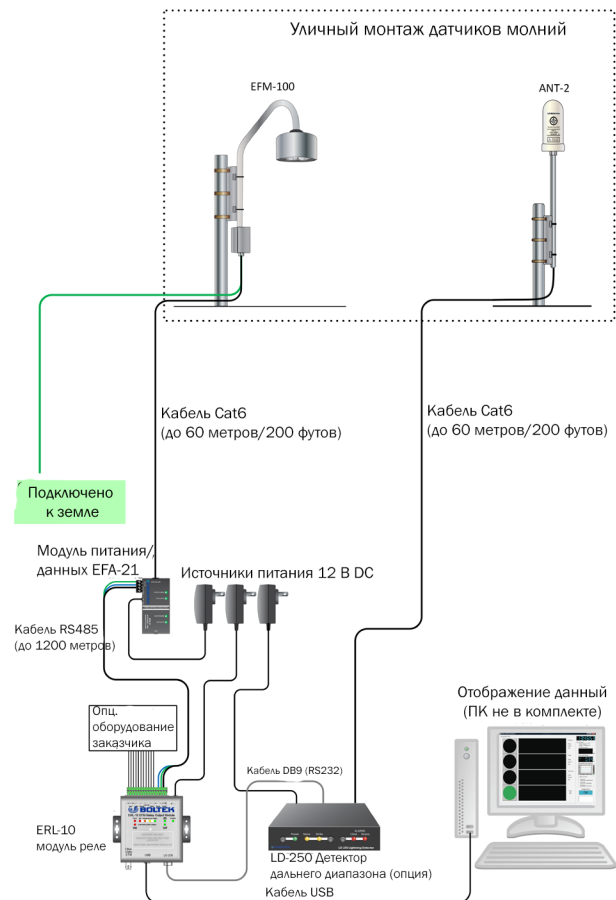 Уличный монтаж датчиков молний
EFM-100
ANT-2
Кабель Cat6
(до 60 метров/200 футов)
Кабель Cat6
(до 60 метров/200 футов)
Подключено
к земле
Модуль питания/
данных EFA-21
Источники питания 12 В DC
Кабель RS485
(до 1200 метров)
Опц.
оборудование
заказчика
Отображение данный
(ПК не в комплекте)
Кабель DB9 (RS232)
BOLTEK
ERL-10
модуль реле
LD-250 Детектор
дальнего диапазона (опция)
Кабель USB